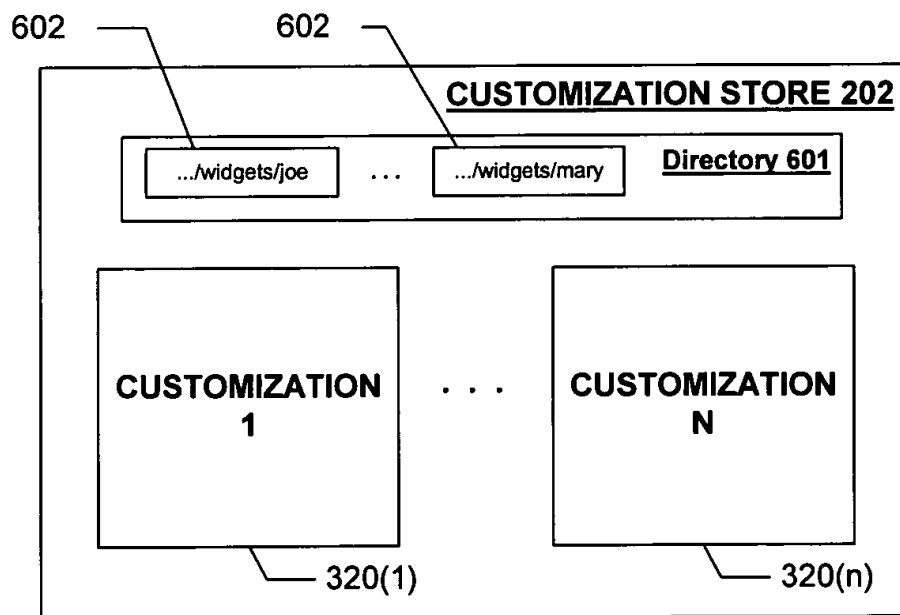 602 602
CUSTOMIZATION STORE 202
.../widgets/joe ... .../widgets/mary Directory 601
CUSTOMIZATION
1
. . .
CUSTOMIZATION
N
320(1) 320(n)